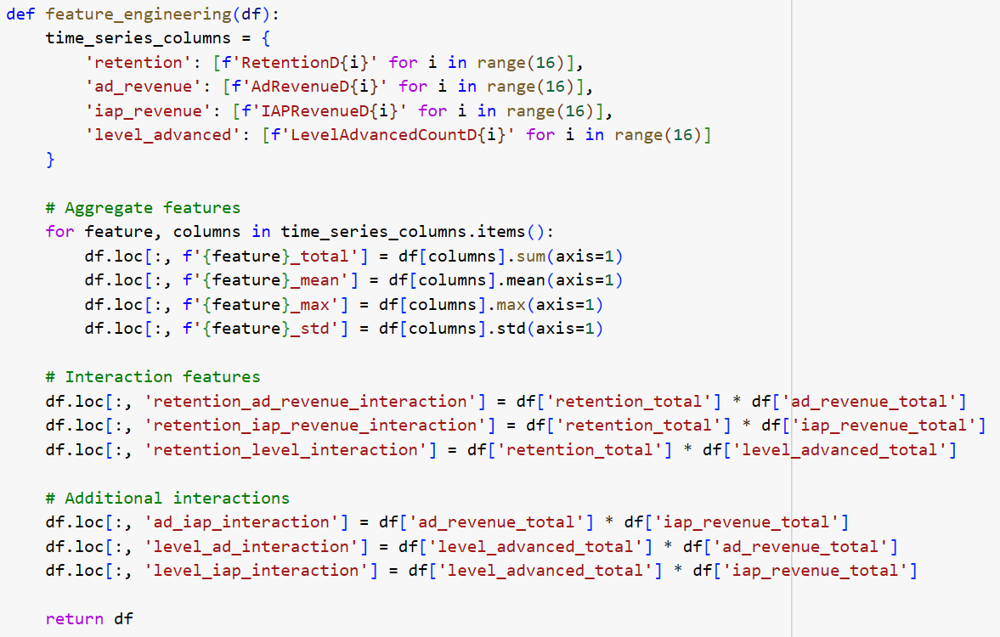 def feature_engineering(df):
    time_series_columns = {
        'retention': [f'RetentionD{i}' for i in range(16)],
        'ad_revenue': [f'AdRevenueD{i}' for i in range(16)],
        'iap_revenue': [f'IAPRevenueD{i}' for i in range(16)],
        'level_advanced': [f'LevelAdvancedCountD{i}' for i in range(16)]
    }

    # Aggregate features
    for feature, columns in time_series_columns.items():
        df.loc[:, f'{feature}_total'] = df[columns].sum(axis=1)
        df.loc[:, f'{feature}_mean'] = df[columns].mean(axis=1)
        df.loc[:, f'{feature}_max'] = df[columns].max(axis=1)
        df.loc[:, f'{feature}_std'] = df[columns].std(axis=1)

    # Interaction features
    df.loc[:, 'retention_ad_revenue_interaction'] = df['retention_total'] * df['ad_revenue_total']
    df.loc[:, 'retention_iap_revenue_interaction'] = df['retention_total'] * df['iap_revenue_total']
    df.loc[:, 'retention_level_interaction'] = df['retention_total'] * df['level_advanced_total']

    # Additional interactions
    df.loc[:, 'ad_iap_interaction'] = df['ad_revenue_total'] * df['iap_revenue_total']
    df.loc[:, 'level_ad_interaction'] = df['level_advanced_total'] * df['ad_revenue_total']
    df.loc[:, 'level_iap_interaction'] = df['level_advanced_total'] * df['iap_revenue_total']

    return df